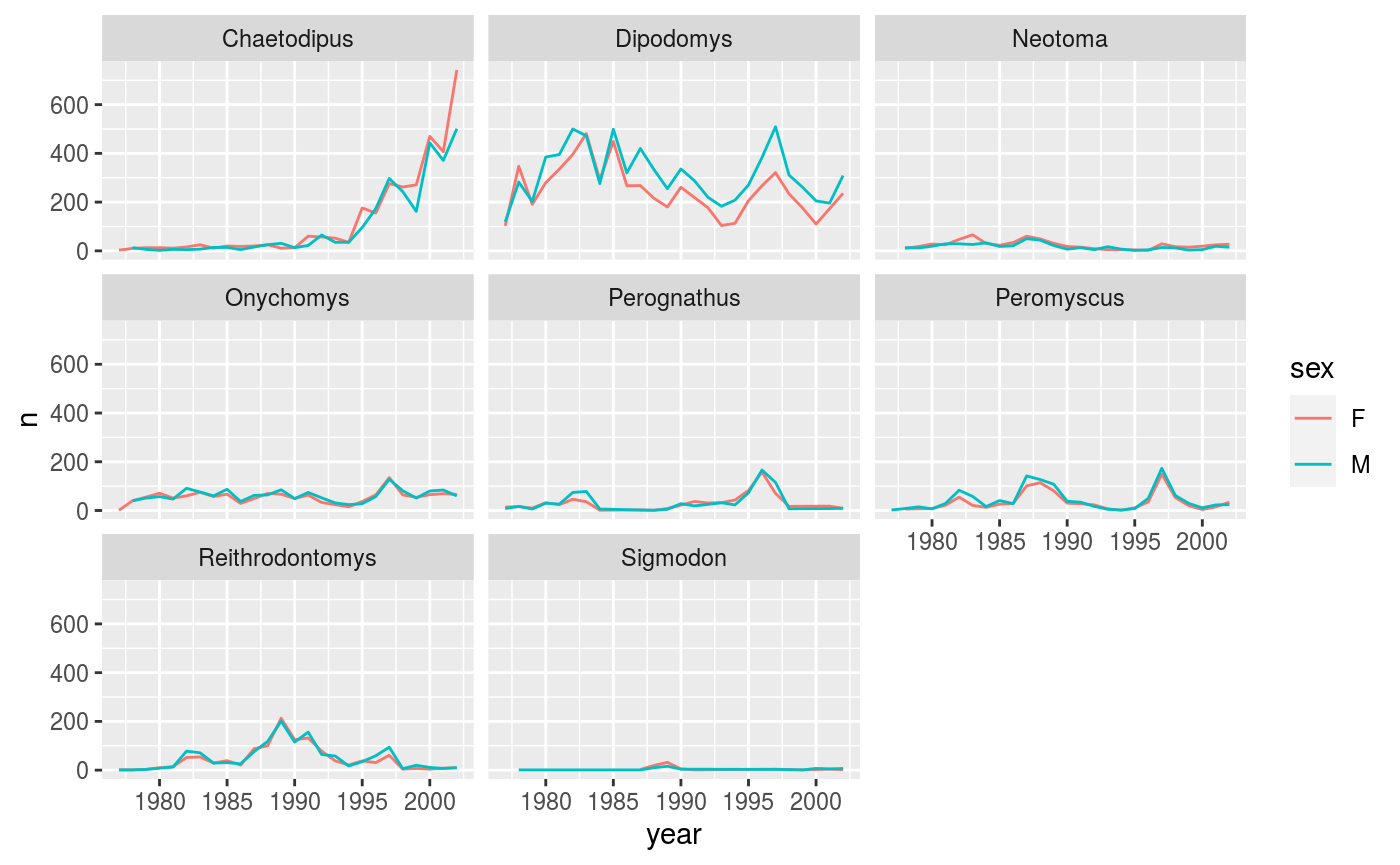 Chaetodipus Dipodomys Neotoma
600
400
200
0
Onychomys Perognathus Peromyscus
600
400
200
0
1980 1985 1990 1995 2000
Reithrodontomys Sigmodon
600
400
200
0
1980 1985 1990 1995 2000 1980 1985 1990 1995 2000
year
n
sex
F
M